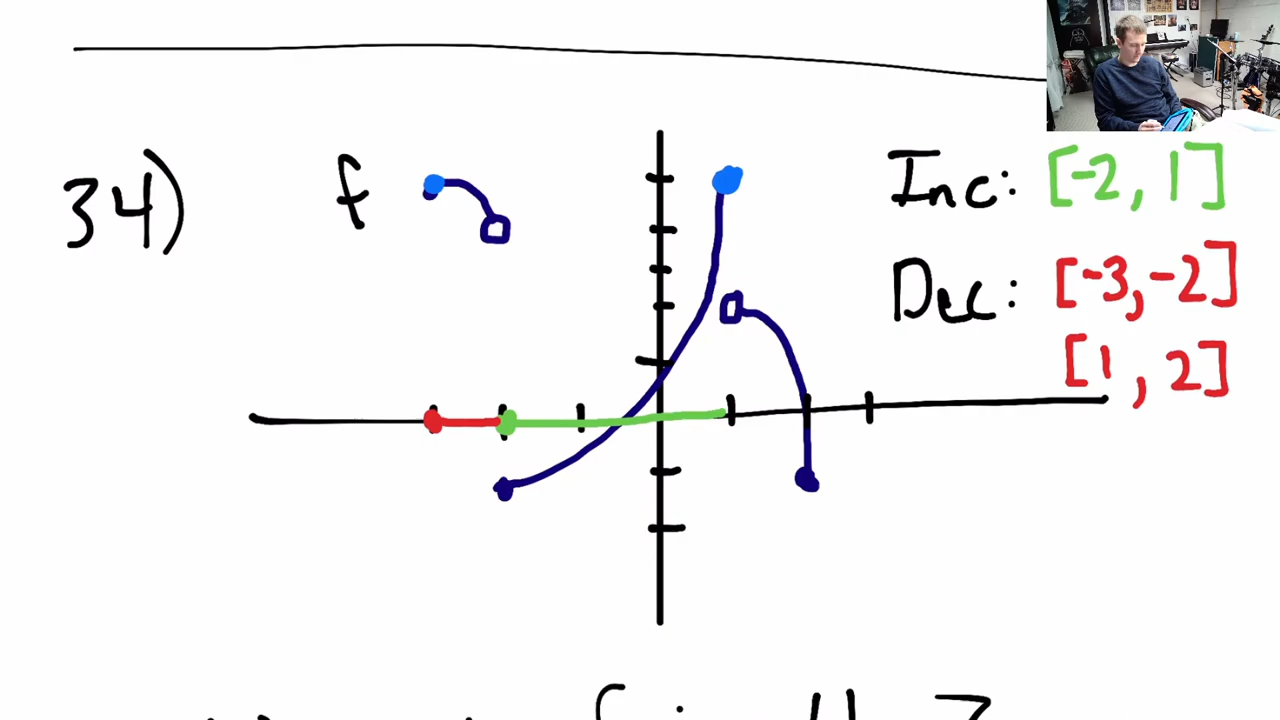 34) f Inc: [-2, 1]
Dec: [-3, -2]
[1, 2]